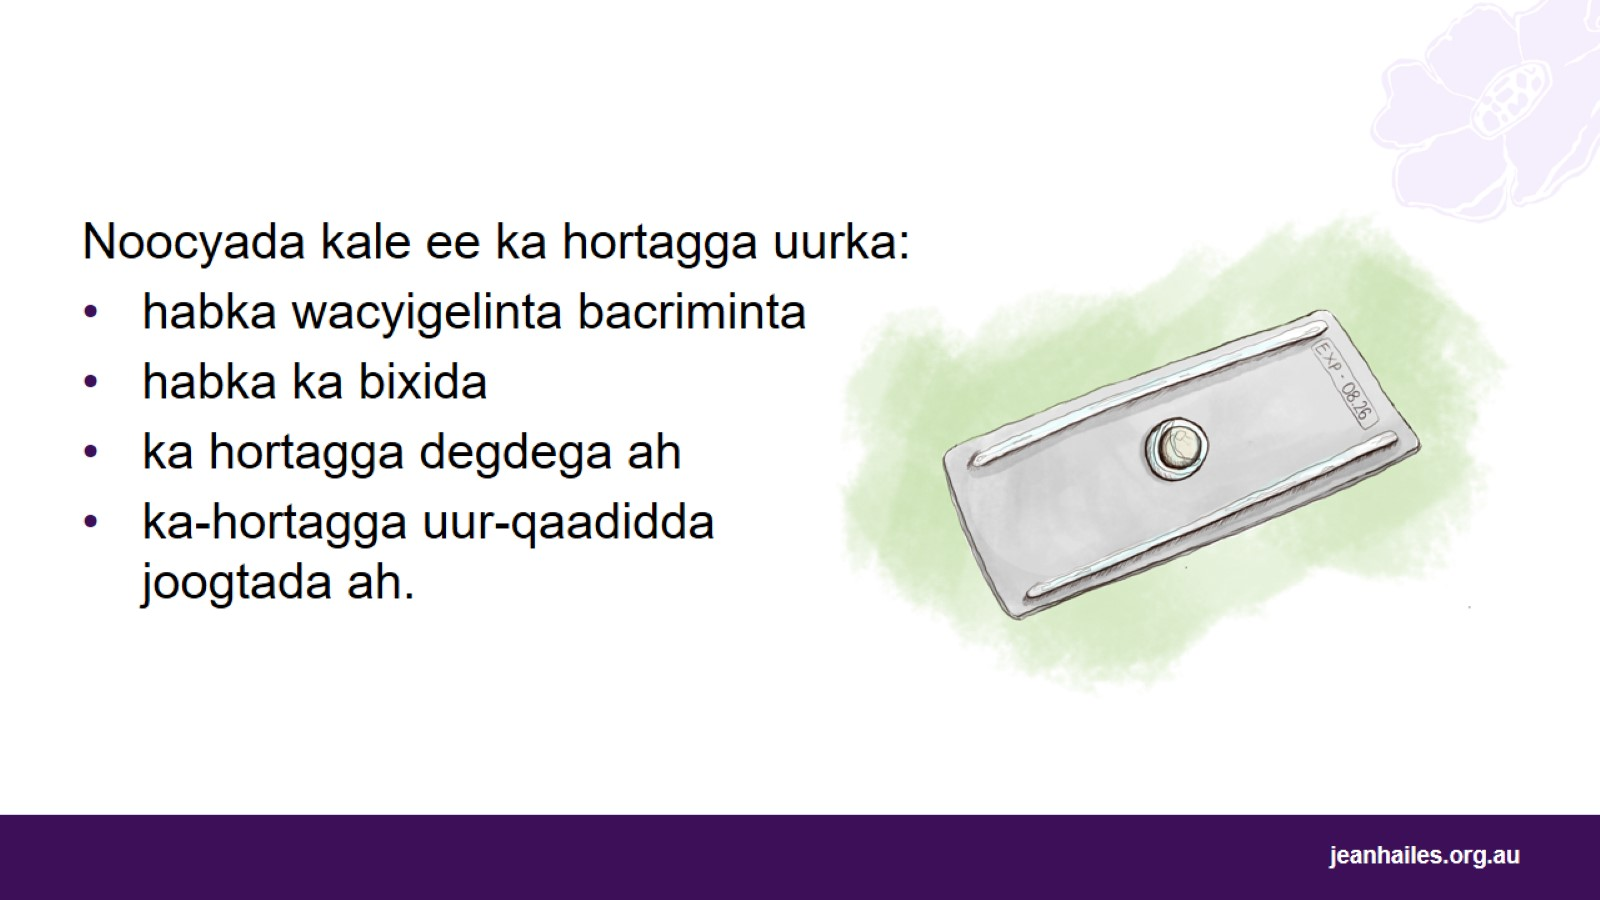 Noocyada kale ee ka hortagga uurka:
• habka wacyigelinta bacriminta
• habka ka bixida
• ka hortagga degdega ah
• ka-hortagga uur-qaadidda
joogtada ah.
EXP - 08.26
jeanhailes.org.au